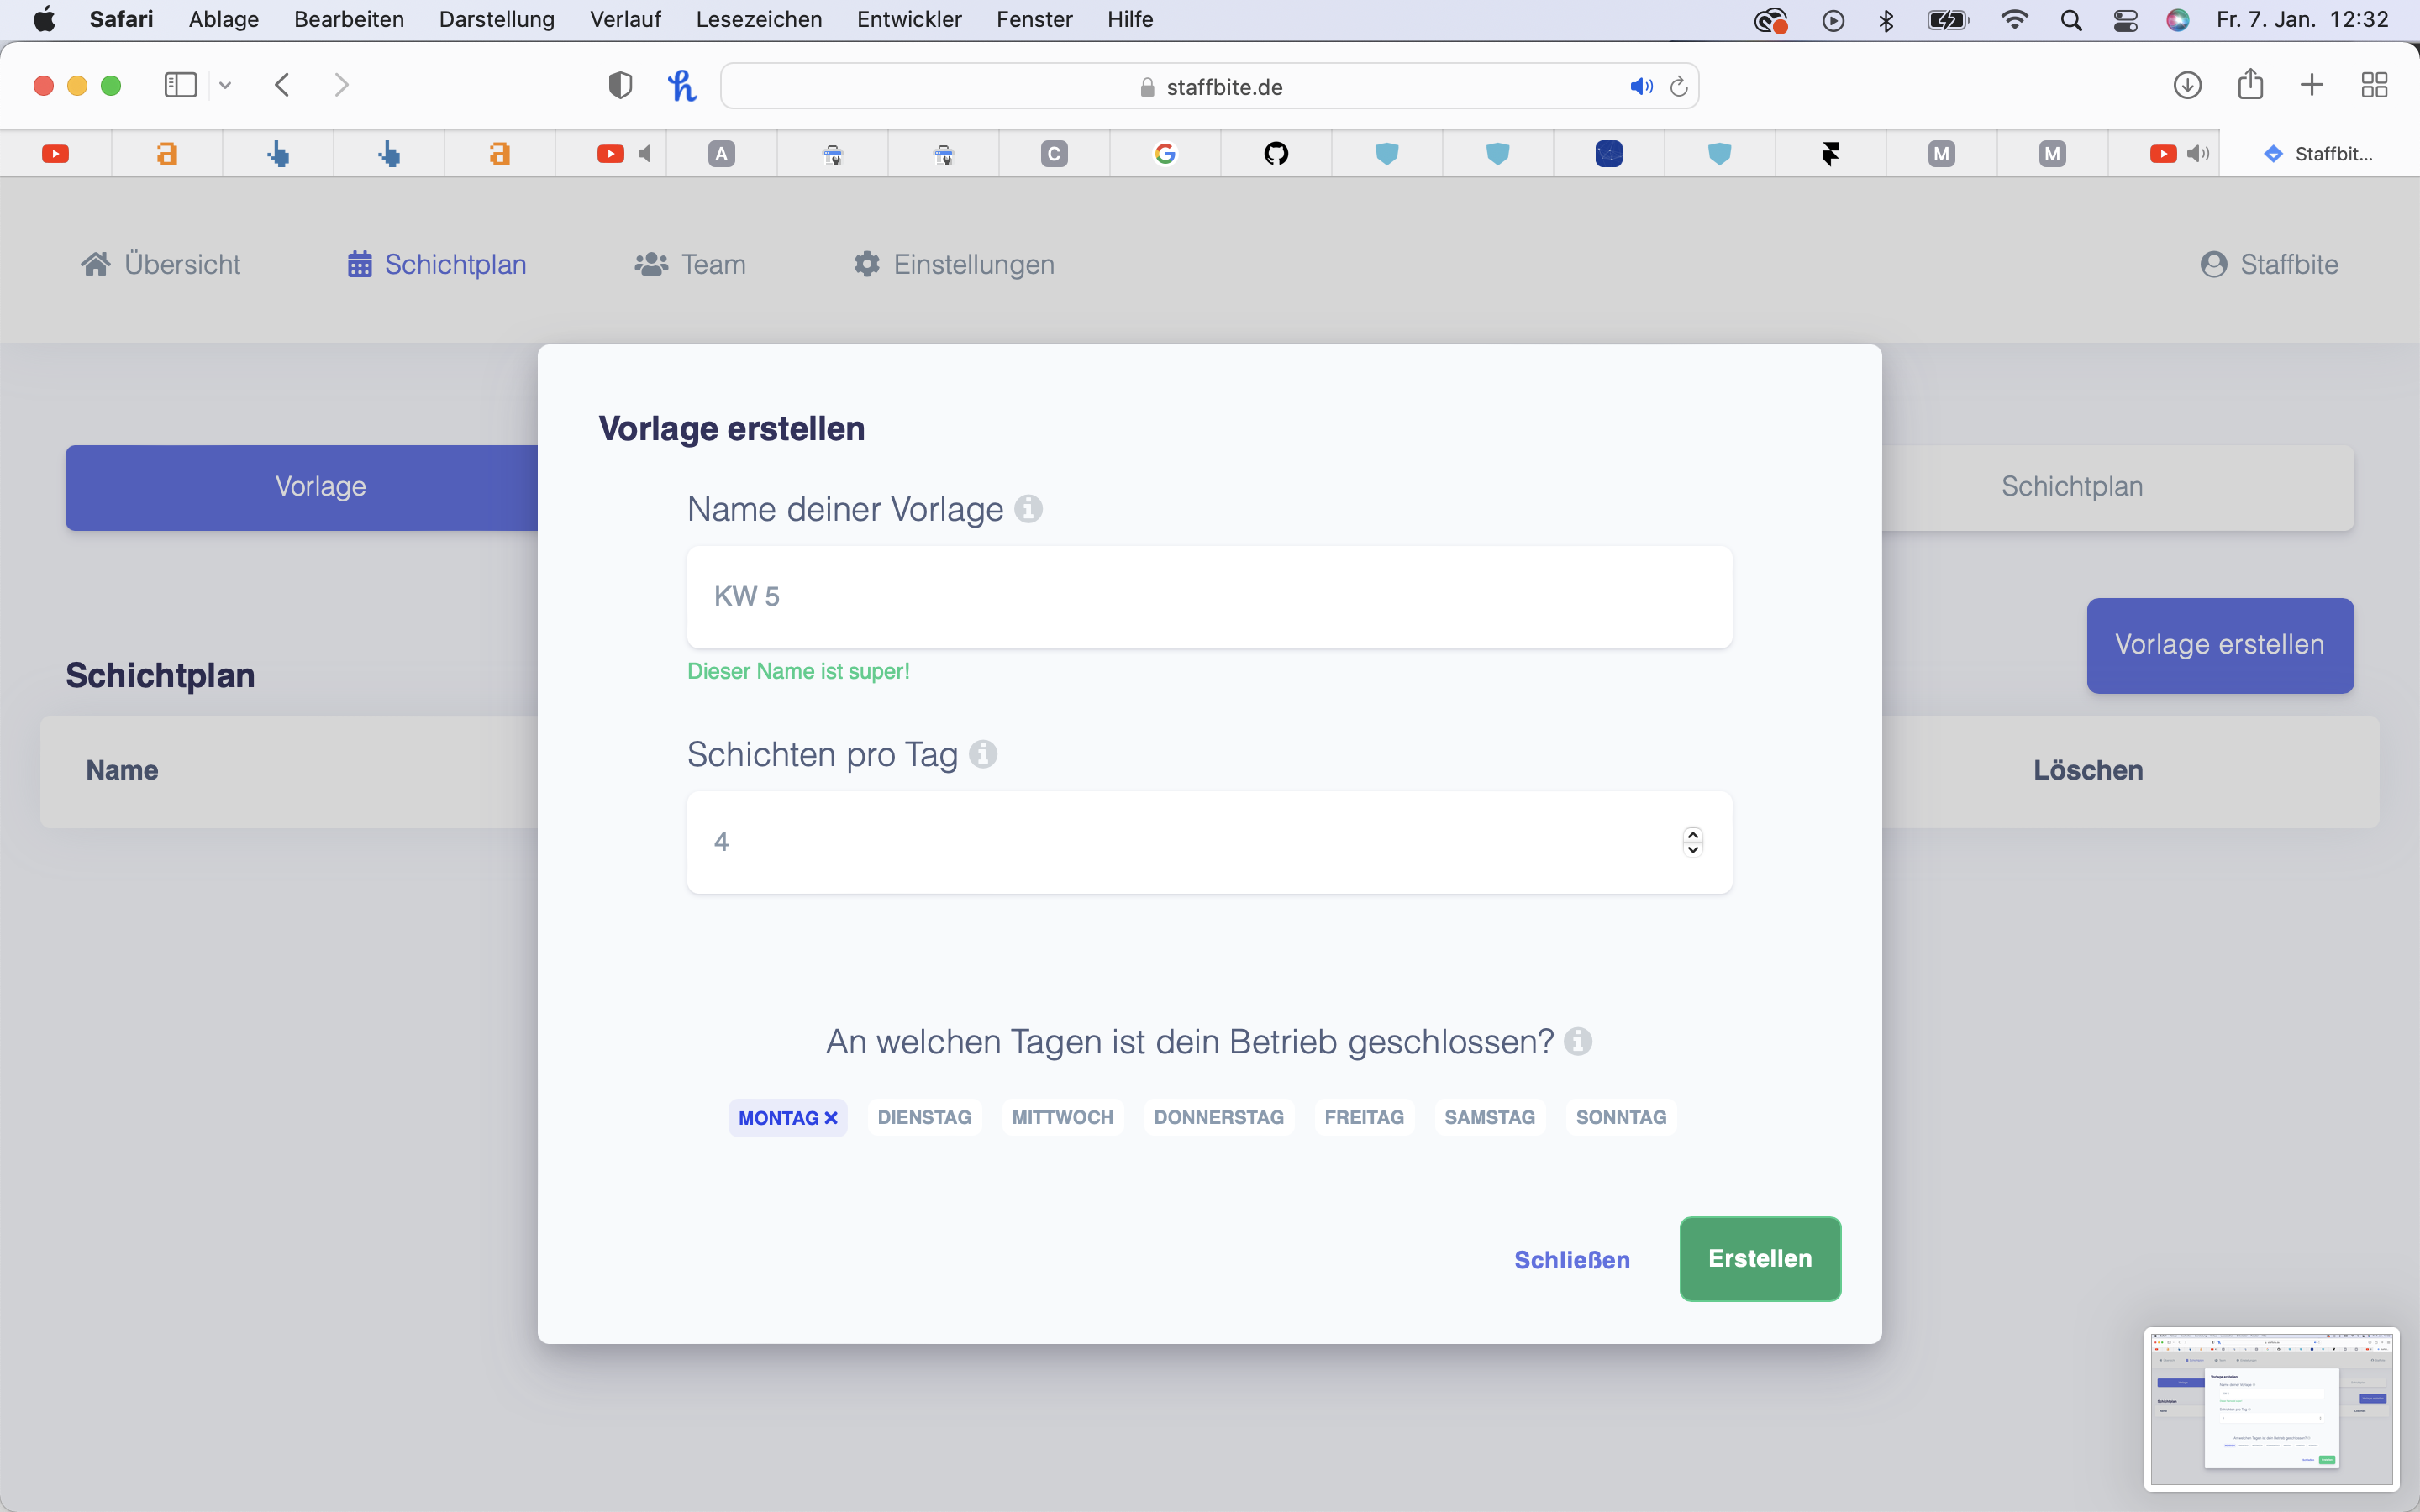 Safari Ablage Bearbeiten Darstellung Verlauf Lesezeichen Entwickler Fenster Hilfe Fr. 7. Jan. 12:32
staffbite.de
A C M M Staffbit...
Übersicht Schichtplan Team Einstellungen Staffbite
Vorlage erstellen
Vorlage Schichtplan
Name deiner Vorlage
KW 5
Vorlage erstellen
Dieser Name ist super!
Schichtplan
Schichten pro Tag
Name Löschen
4
An welchen Tagen ist dein Betrieb geschlossen?
MONTAG DIENSTAG MITTWOCH DONNERSTAG FREITAG SAMSTAG SONNTAG
Schließen Erstellen